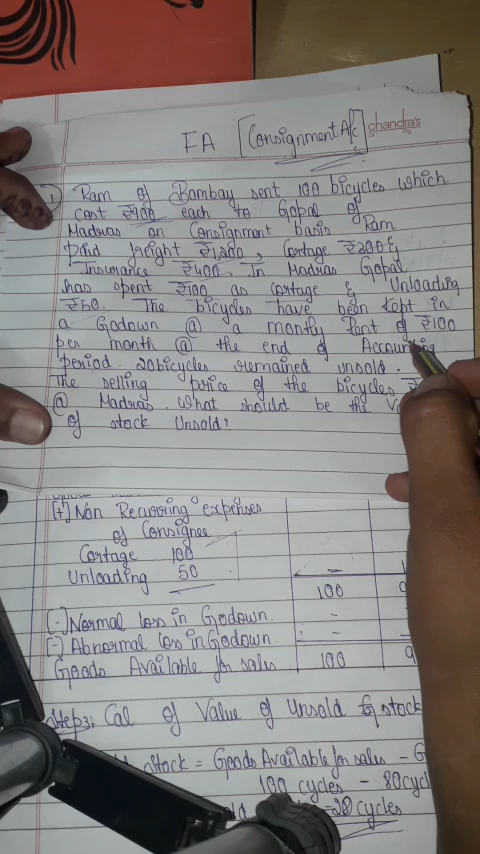 FA [Consignment A/c]
chandra's
Ram of Bombay sent 100 bicycles which
cost ₹900 each to Gopal of
Madras on Consignment basis. Ram
paid freight ₹1,200, Cartage ₹200 &
Insurance ₹400. In Madras Gopal
has spent ₹100 as cartage & Unloading
₹50. The bicycles have been kept in
a Godown @ a montly Rent of ₹100
per month @ the end of Accounting
period. 20 bicycles remained unsold.
The selling price of the bicycles
@ Madras. What should be the
of stock Unsold?
[+] Non Recurring expenses
of Consignee
Cartage 100
Unloading 50
100
(-) Normal loss in Godown. -
(-) Abnormal loss in Godown. -
Goods Available for sales 100
Step 3: Cal of Value of Unsold stock
stock = Goods Available for sales -
100 cycles - 80
= 20 cycles